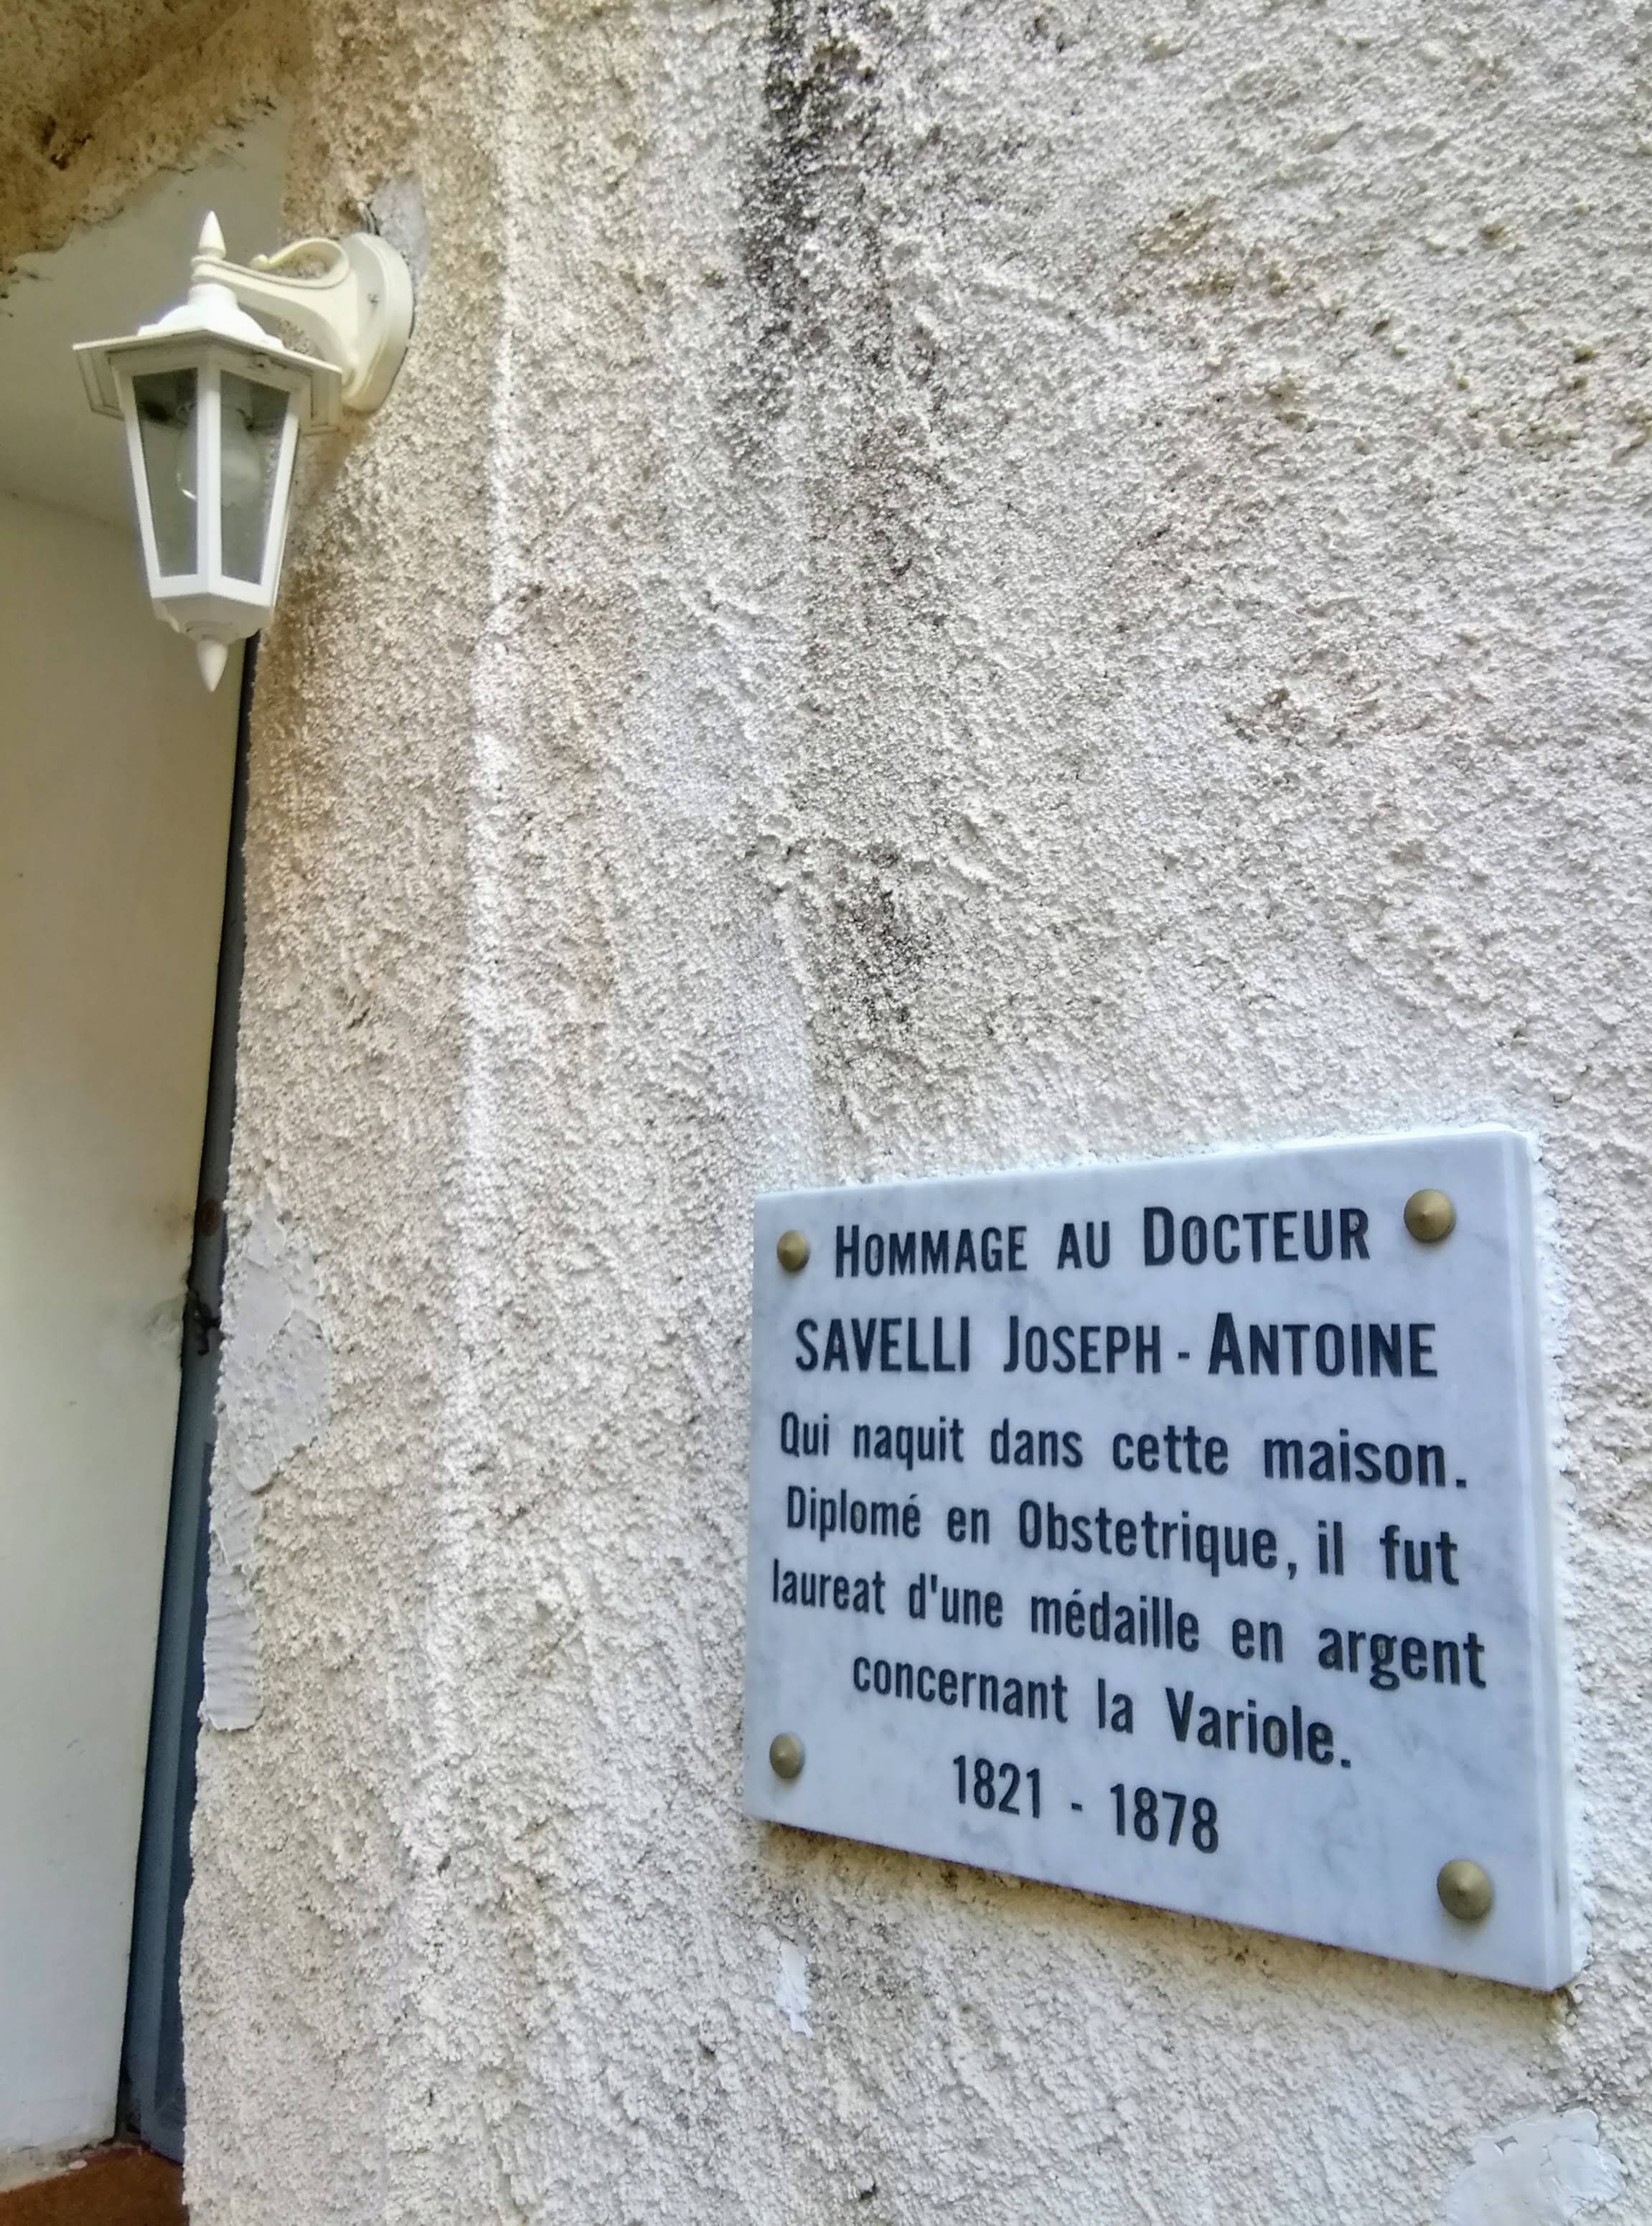 HOMMAGE AU DOCTEUR
SAVELLI JOSEPH - ANTOINE
Qui naquit dans cette maison.
Diplomé en Obstetrique, il fut
laureat d'une médaille en argent
concernant la Variole.
1821 - 1878